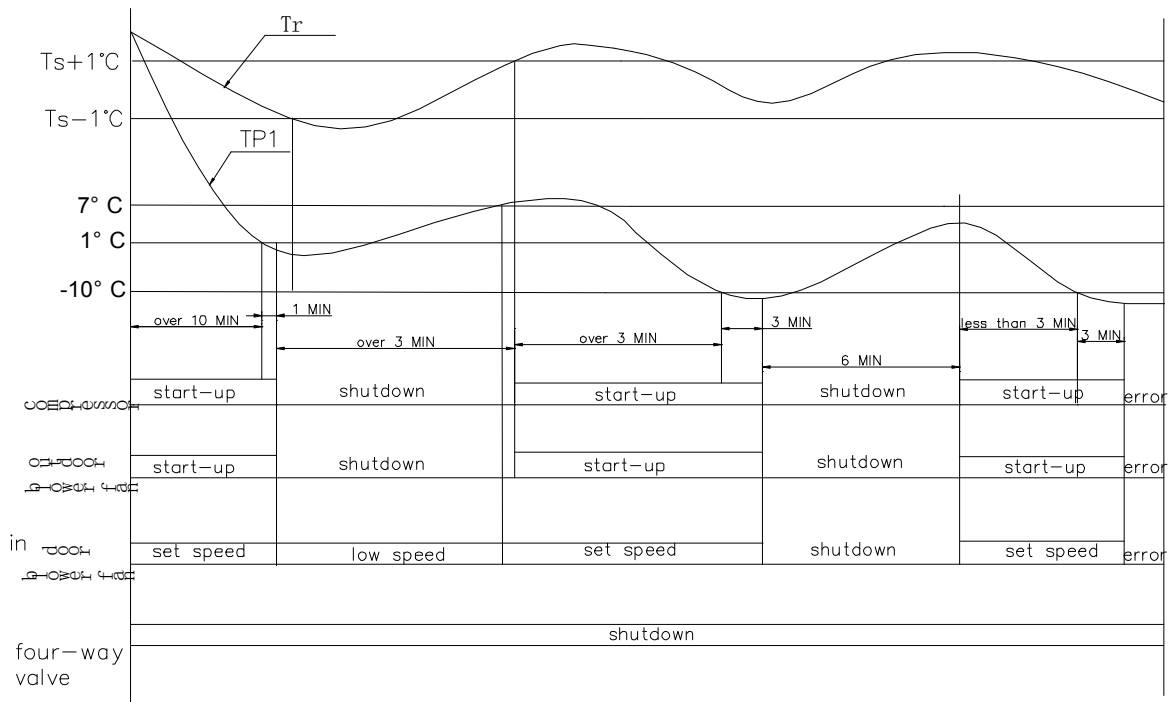 Tr
Ts+1°C
Ts−1°C
TP1
7° C
1° C
-10° C
1 MIN
over 10 MIN
over 3 MIN
over 3 MIN
3 MIN
6 MIN
less than 3 MIN
3 MIN
compressor
start−up
shutdown
start−up
shutdown
start−up
error
outdoor
blower fan
start−up
shutdown
start−up
shutdown
start−up
error
in door
blower fan
set speed
low speed
set speed
shutdown
set speed
error
four−way
valve
shutdown